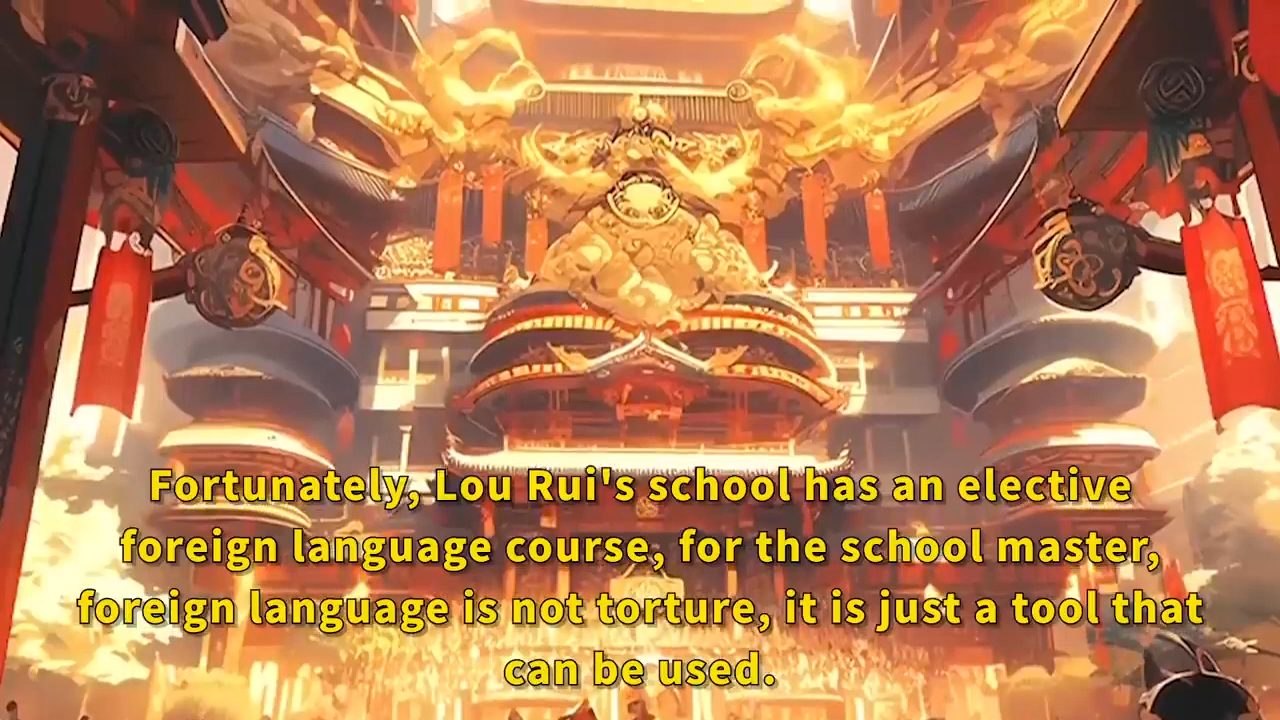 Fortunately, Lou Rui's school has an elective
foreign language course, for the school master,
foreign language is not torture, it is just a tool that
can be used.